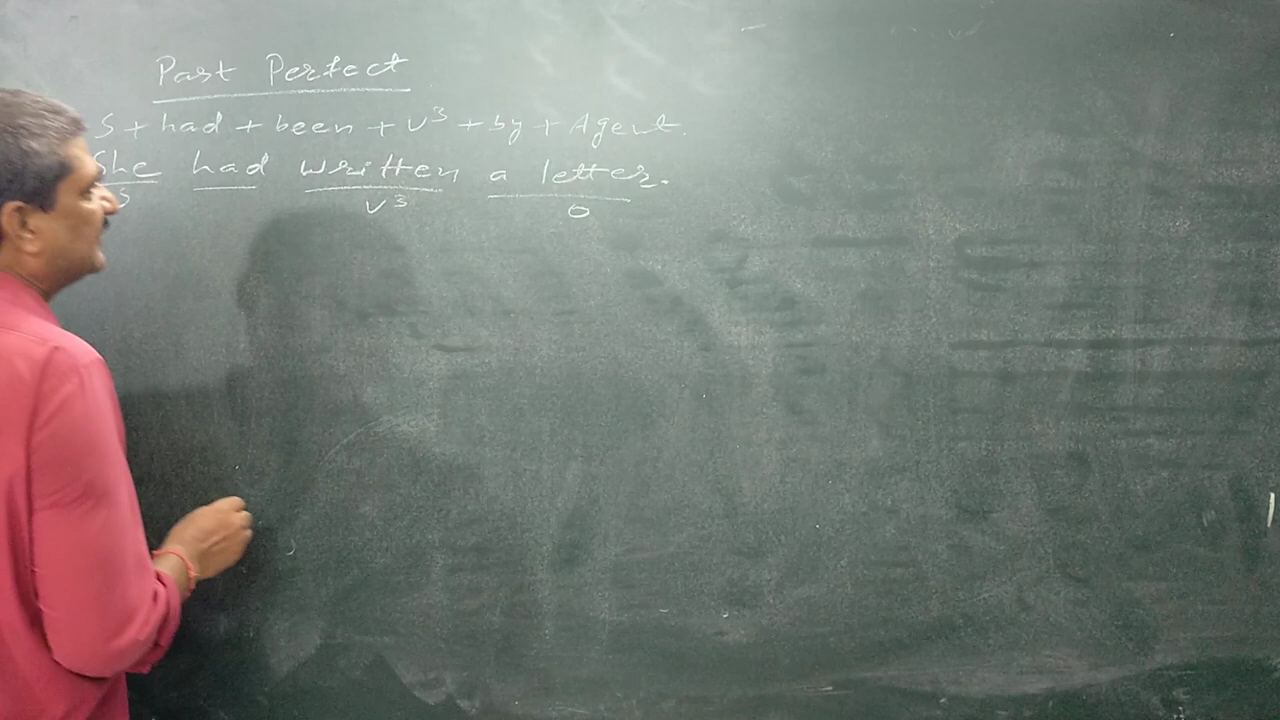 Past Perfect
S + had + been + V³ + by + Agent.
She had written a letter.
S V³ O